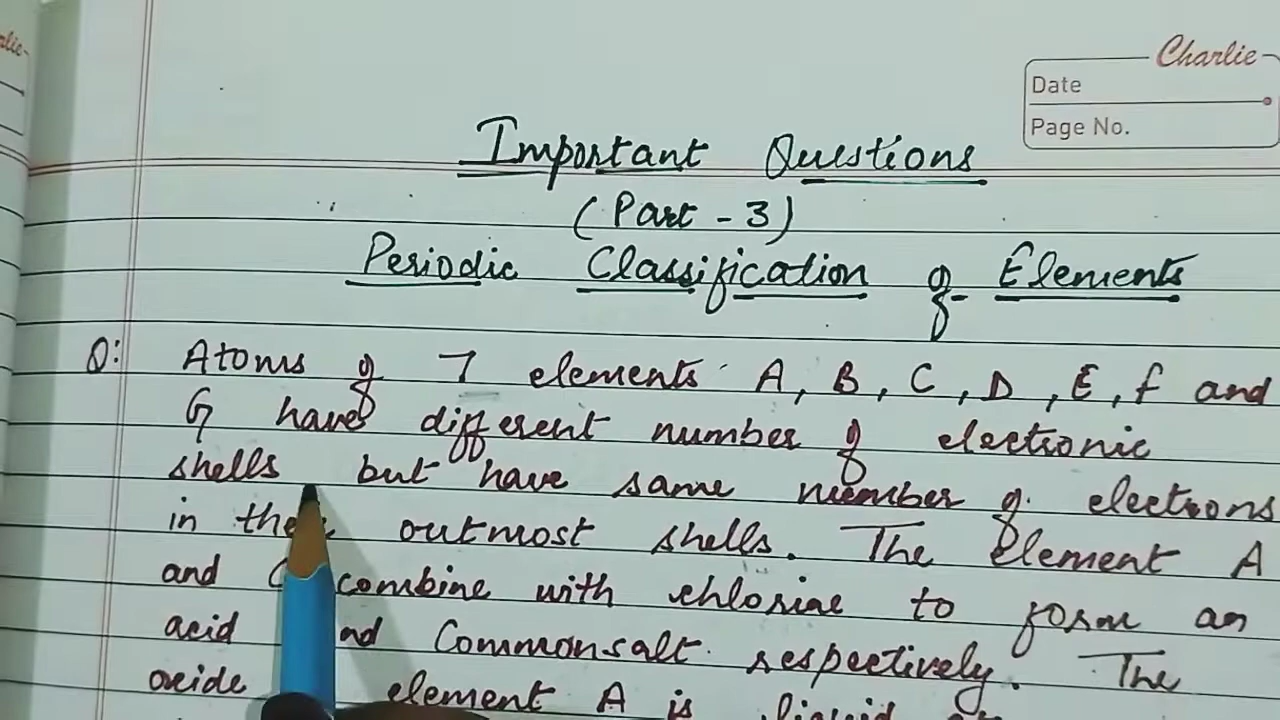 Charlie
Date
Page No.
Important Questions
(Part - 3)
Periodic Classification of Elements
Q: Atoms of 7 elements A, B, C, D, E, f and
G have different number of electronic
shells but have same number of electrons
in outmost shells. The Element A
and combine with chlorine to form an
acid Commonsalt respectively. The
oxide element A is liquid